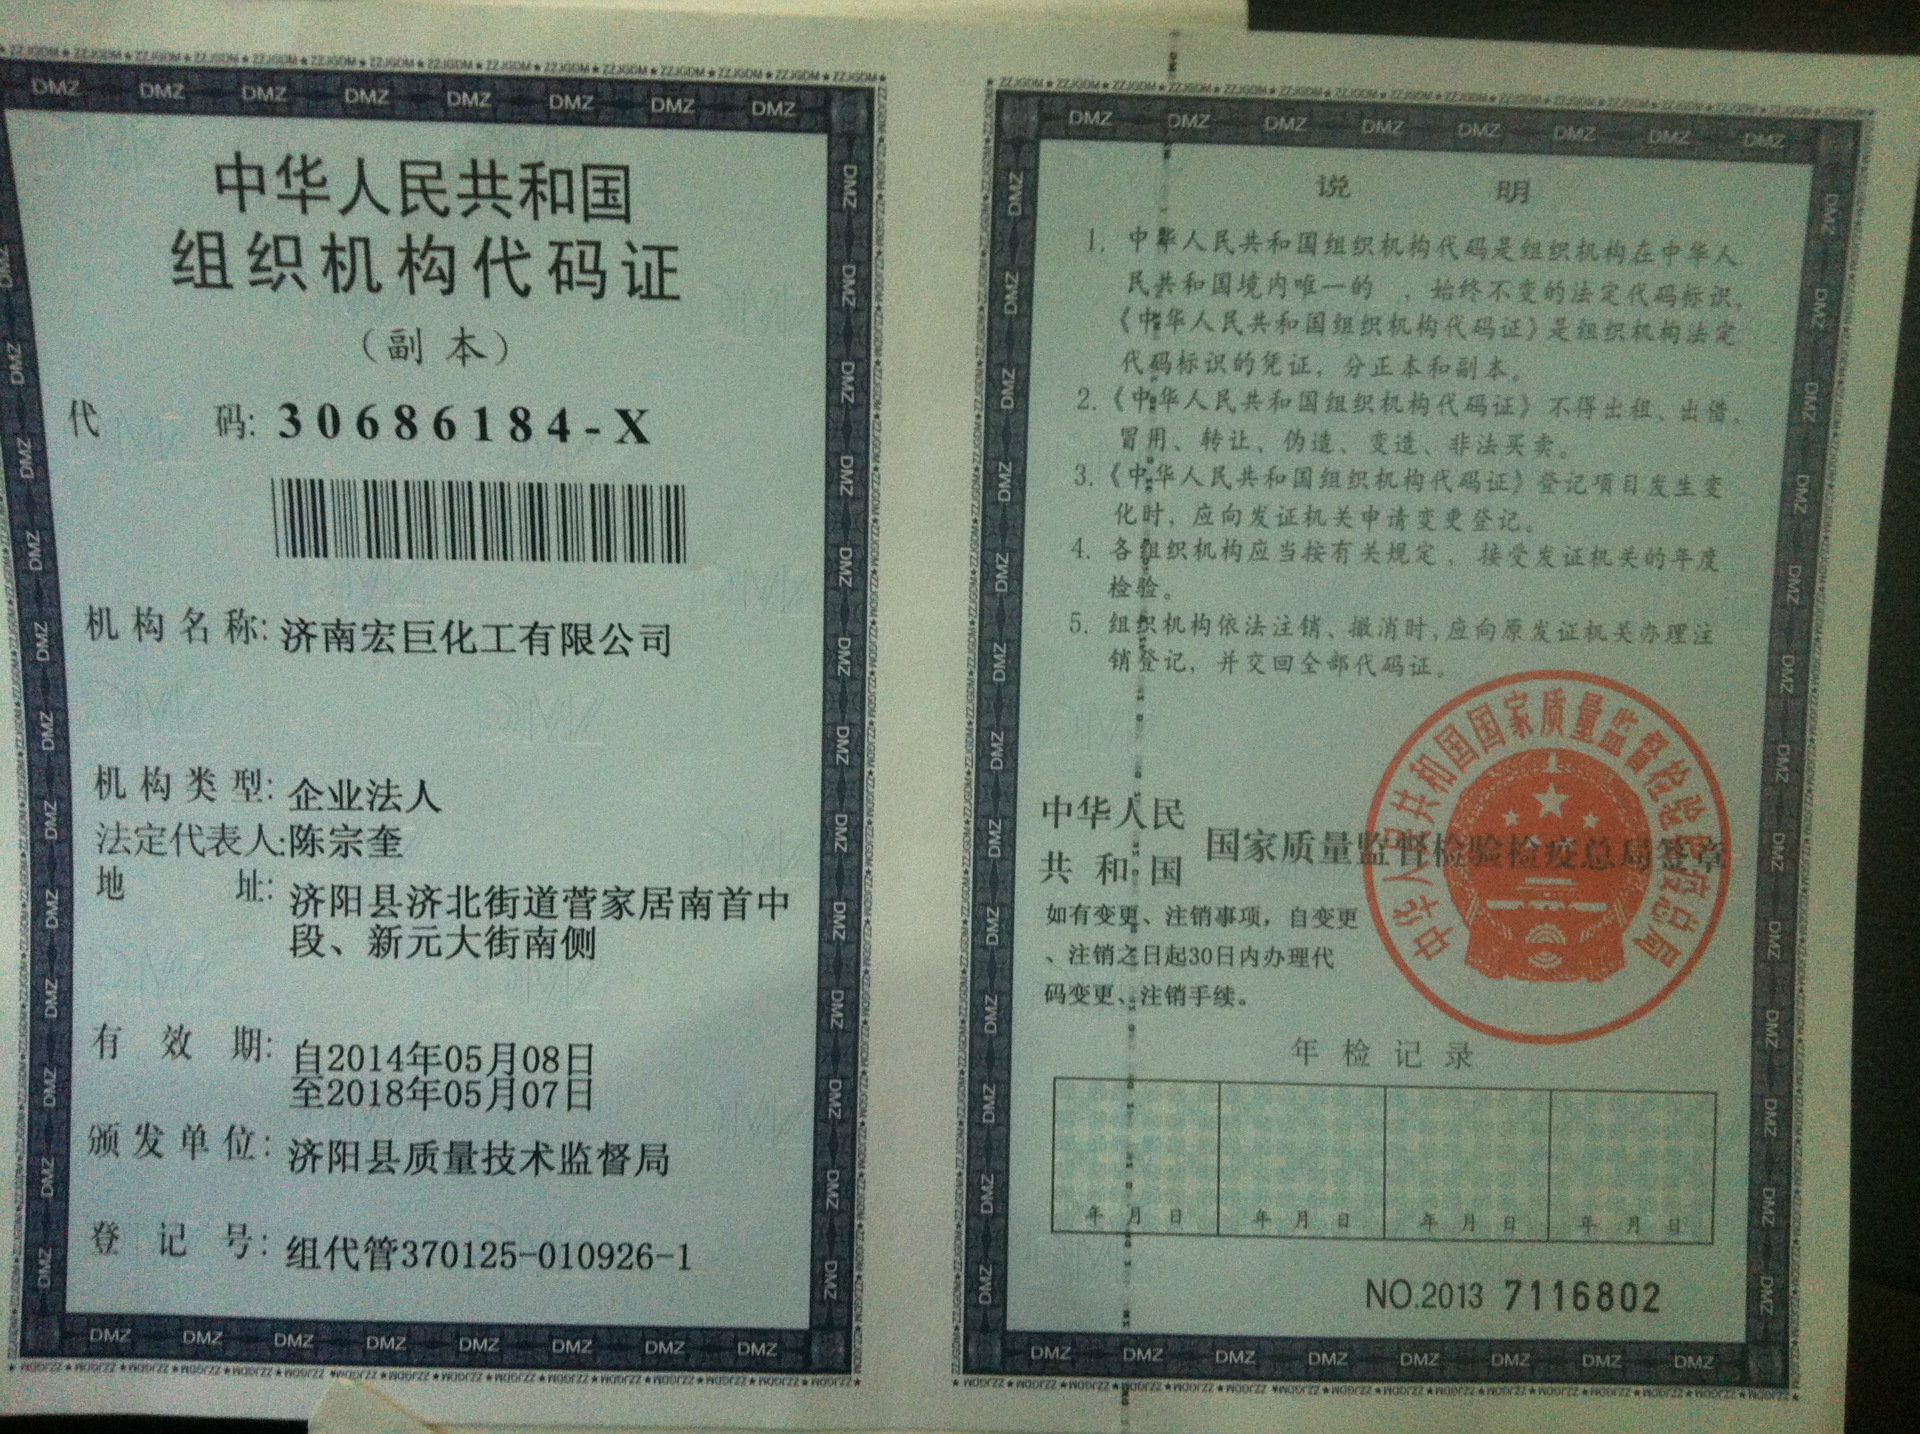 中华人民共和国
组织机构代码证
（副本）
代 码: 30686184-X
机构名称: 济南宏巨化工有限公司
机构类型: 企业法人
法定代表人: 陈宗奎
地 址: 济阳县济北街道菅家居南首中
段、新元大街南侧
有 效 期: 自2014年05月08日
至2018年05月07日
颁发单位: 济阳县质量技术监督局
登 记 号: 组代管370125-010926-1
说 明
1. 中华人民共和国组织机构代码是组织机构在中华人
民共和国境内唯一的 ，始终不变的法定代码标识，
《中华人民共和国组织机构代码证》是组织机构法定
代码标识的凭证，分正本和副本。
2.《中华人民共和国组织机构代码证》不得出租、出借、
冒用、转让、伪造、变造、非法买卖。
3.《中华人民共和国组织机构代码证》登记项目发生变
化时，应向发证机关申请变更登记。
4. 各组织机构应当按有关规定，接受发证机关的年度
检验。
5. 组织机构依法注销、撤消时,应向原发证机关办理注
销登记，并交回全部代码证。
中华人民共和国国家质量监督检验检疫总局
中华人民
共和国 国家质量监督检验检疫总局签章
如有变更、注销事项，自变更
、注销之日起30日内办理代
码变更、注销手续。
年检记录
年 月 日 年 月 日 年 月 日 年 月 日
NO.2013 7116802